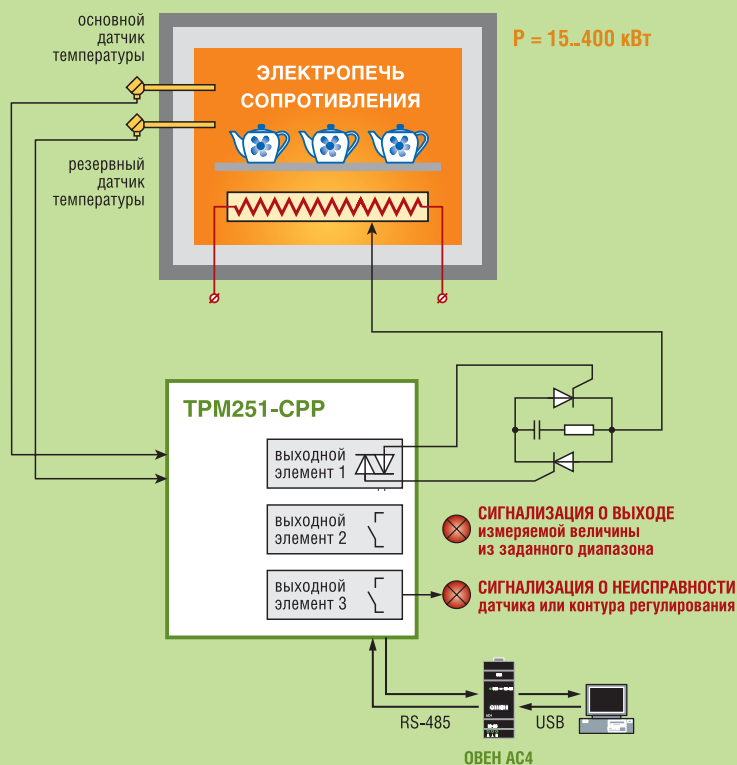 основной
датчик
температуры
P = 15...400 кВт
ЭЛЕКТРОПЕЧЬ
СОПРОТИВЛЕНИЯ
резервный
датчик
температуры
ТРМ251-СРР
выходной
элемент 1
выходной
элемент 2
выходной
элемент 3
СИГНАЛИЗАЦИЯ О ВЫХОДЕ
измеряемой величины
из заданного диапазона
СИГНАЛИЗАЦИЯ О НЕИСПРАВНОСТИ
датчика или контура регулирования
RS-485
USB
ОВЕН АС4